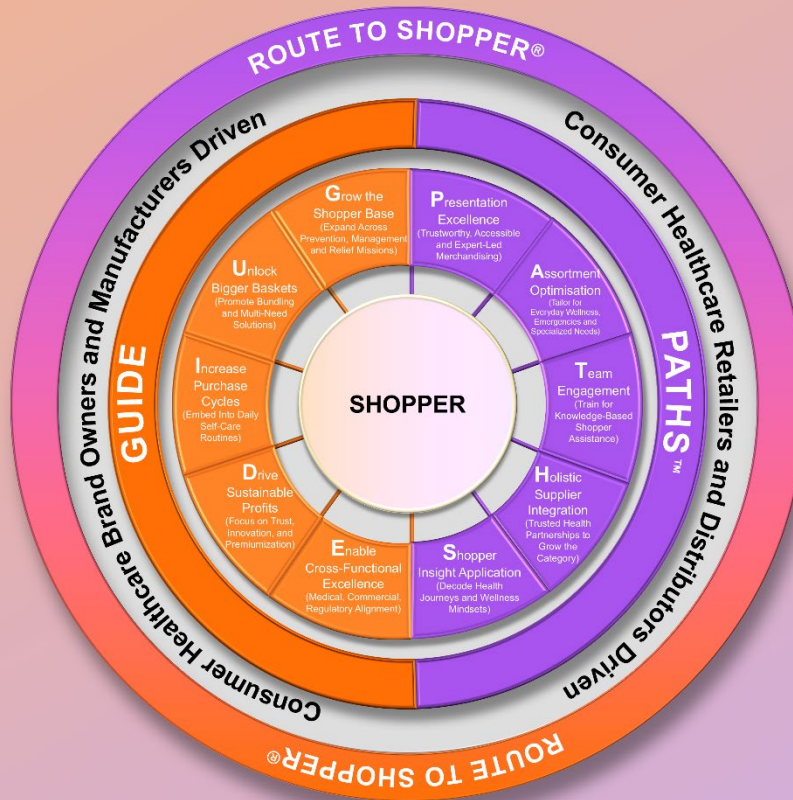 ROUTE TO SHOPPER®
Consumer Healthcare Brand Owners and Manufacturers Driven
Consumer Healthcare Retailers and Distributors Driven
GUIDE
Grow the
Shopper Base
(Expand Across
Prevention, Management
and Relief Missions)
Unlock
Bigger Baskets
(Promote Bundling
and Multi-Need
Solutions)
Increase
Purchase
Cycles
(Embed Into Daily
Self-Care
Routines)
Drive
Sustainable
Profits
(Focus on Trust,
Innovation, and
Premiumization)
Enable
Cross-Functional
Excellence
(Medical, Commercial,
Regulatory Alignment)
PATHS™
Presentation
Excellence
(Trustworthy, Accessible
and Expert-Led
Merchandising)
Assortment
Optimisation
(Tailor for
Everyday Wellness,
Emergencies and
Specialized Needs)
Team
Engagement
(Train for
Knowledge-Based
Shopper
Assistance)
Holistic
Supplier
Integration
(Trusted Health
Partnerships to
Grow the
Category)
Shopper
Insight Application
(Decode Health
Journeys and Wellness
Mindsets)
SHOPPER
ROUTE TO SHOPPER®